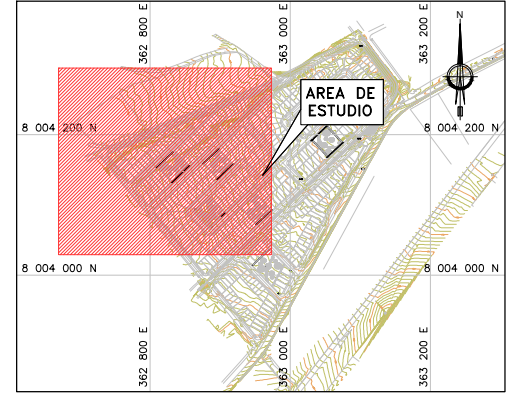 362 800 E
363 000 E
363 200 E
N
AREA DE
ESTUDIO
8 004 200 N
8 004 200 N
8 004 000 N
8 004 000 N
362 800 E
363 000 E
363 200 E